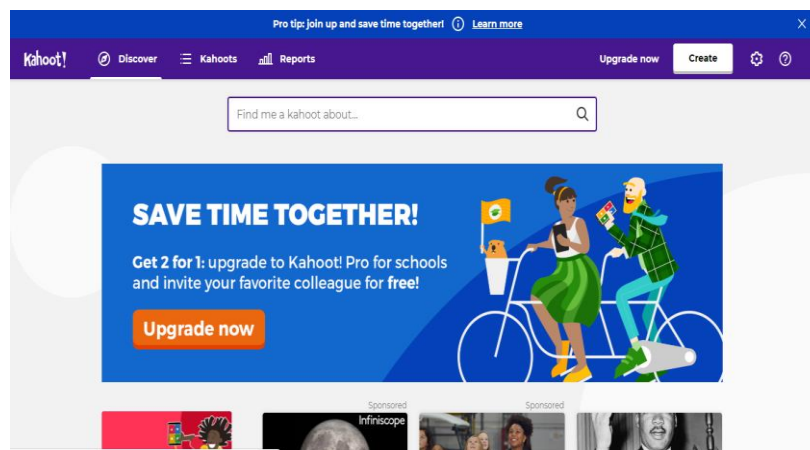 Pro tip: join up and save time together! Learn more X
Kahoot! Discover Kahoots Reports Upgrade now Create
Find me a kahoot about...
SAVE TIME TOGETHER!
Get 2 for 1: upgrade to Kahoot! Pro for schools
and invite your favorite colleague for free!
Upgrade now
Sponsored Sponsored
Infiniscope